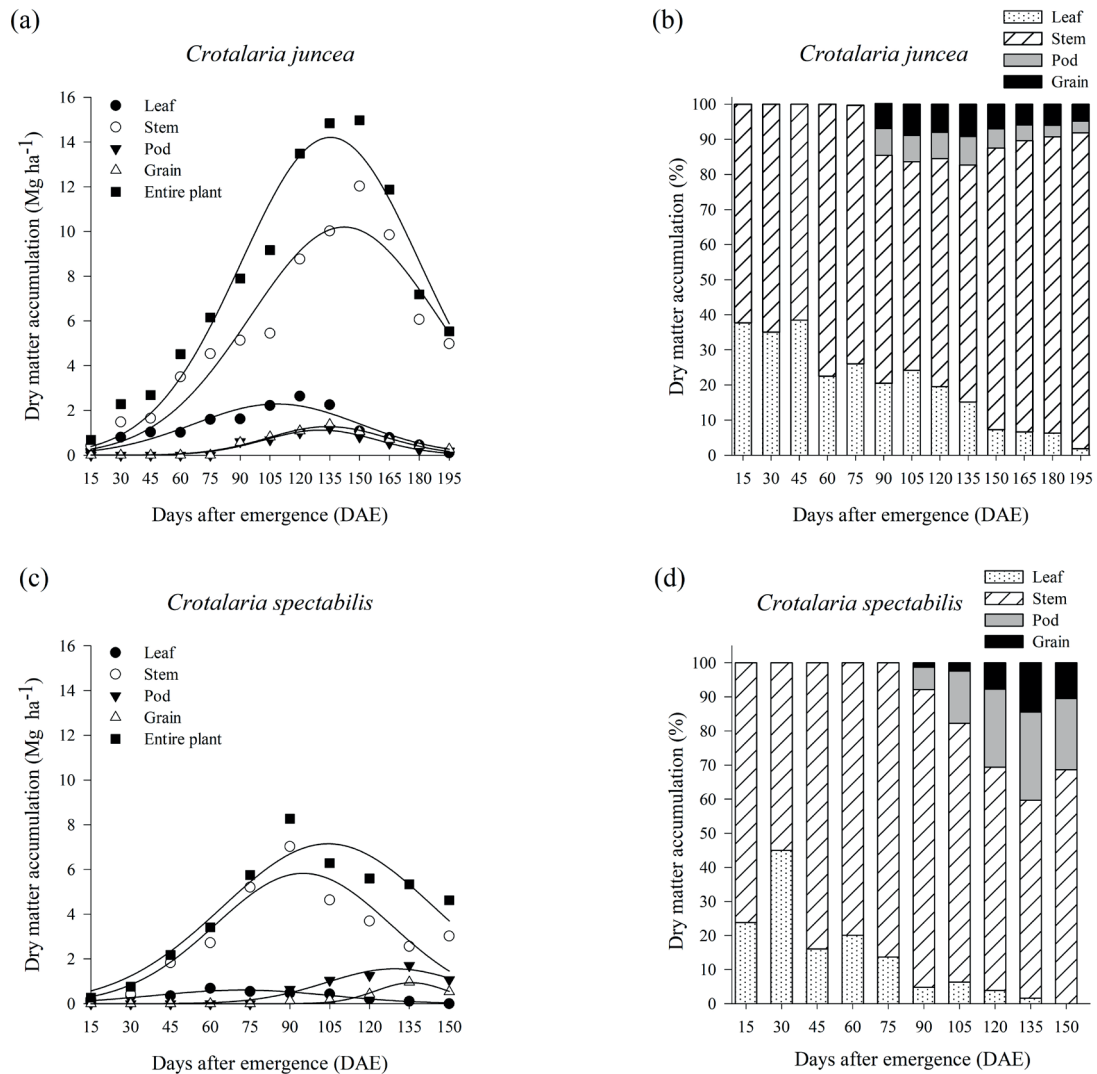 (a)
Crotalaria juncea
Leaf
Stem
Pod
Grain
Entire plant
Dry matter accumulation (Mg ha-1)
16
14
12
10
8
6
4
2
0
15 30 45 60 75 90 105 120 135 150 165 180 195
Days after emergence (DAE)
(b)
Crotalaria juncea
Leaf
Stem
Pod
Grain
Dry matter accumulation (%)
100
90
80
70
60
50
40
30
20
10
0
15 30 45 60 75 90 105 120 135 150 165 180 195
Days after emergence (DAE)
(c)
Crotalaria spectabilis
Leaf
Stem
Pod
Grain
Entire plant
Dry matter accumulation (Mg ha-1)
16
14
12
10
8
6
4
2
0
15 30 45 60 75 90 105 120 135 150
Days after emergence (DAE)
(d)
Crotalaria spectabilis
Leaf
Stem
Pod
Grain
Dry matter accumulation (%)
100
90
80
70
60
50
40
30
20
10
0
15 30 45 60 75 90 105 120 135 150
Days after emergence (DAE)